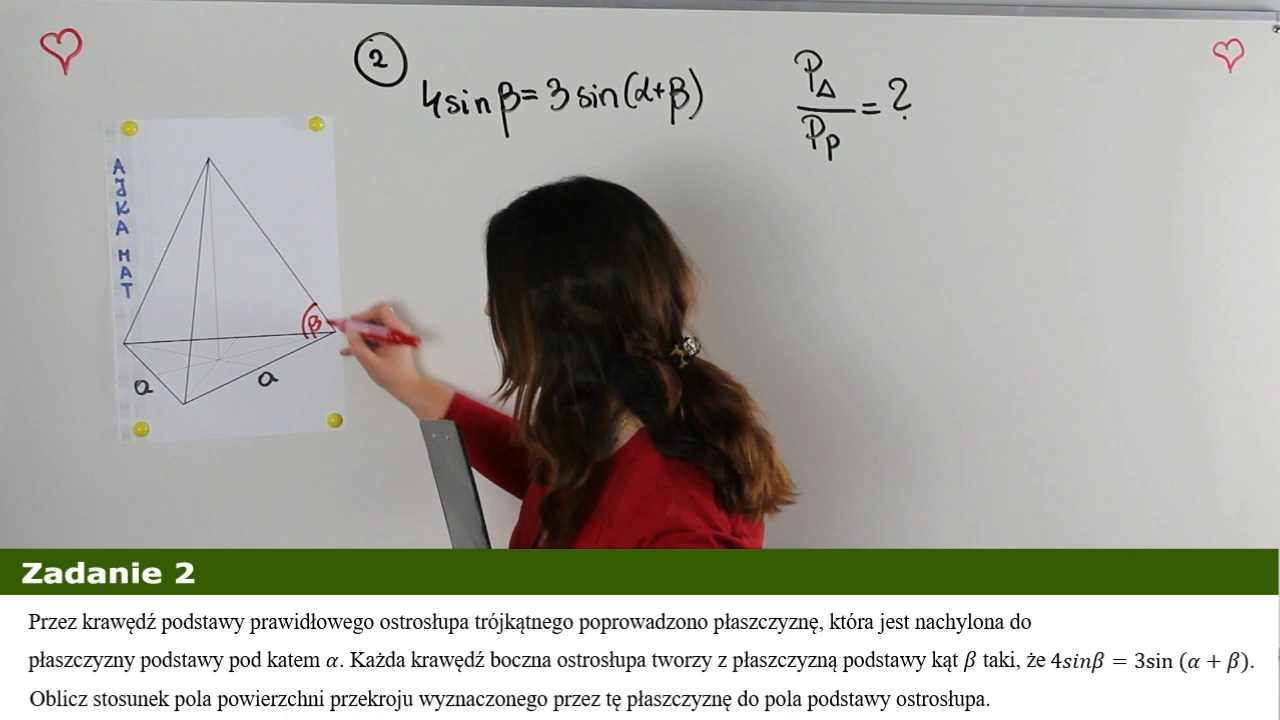 2
4 sin β = 3 sin(α+β)
P△/Pp = ?
AJKA MAT
β
a
a
Zadanie 2
Przez krawędź podstawy prawidłowego ostrosłupa trójkątnego poprowadzono płaszczyznę, która jest nachylona do
płaszczyzny podstawy pod katem α. Każda krawędź boczna ostrosłupa tworzy z płaszczyzną podstawy kąt β taki, że 4sinβ = 3sin (α + β).
Oblicz stosunek pola powierzchni przekroju wyznaczonego przez tę płaszczyznę do pola podstawy ostrosłupa.